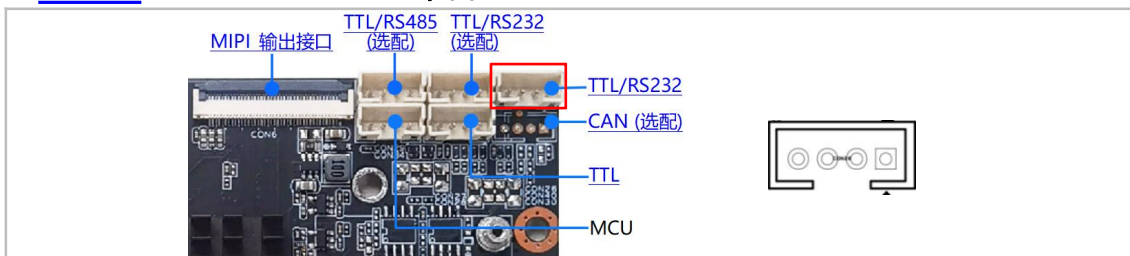 TTL/RS485 TTL/RS232
MIPI 输出接口 (选配) (选配)
TTL/RS232
CAN (选配)
CON6
TTL
MCU